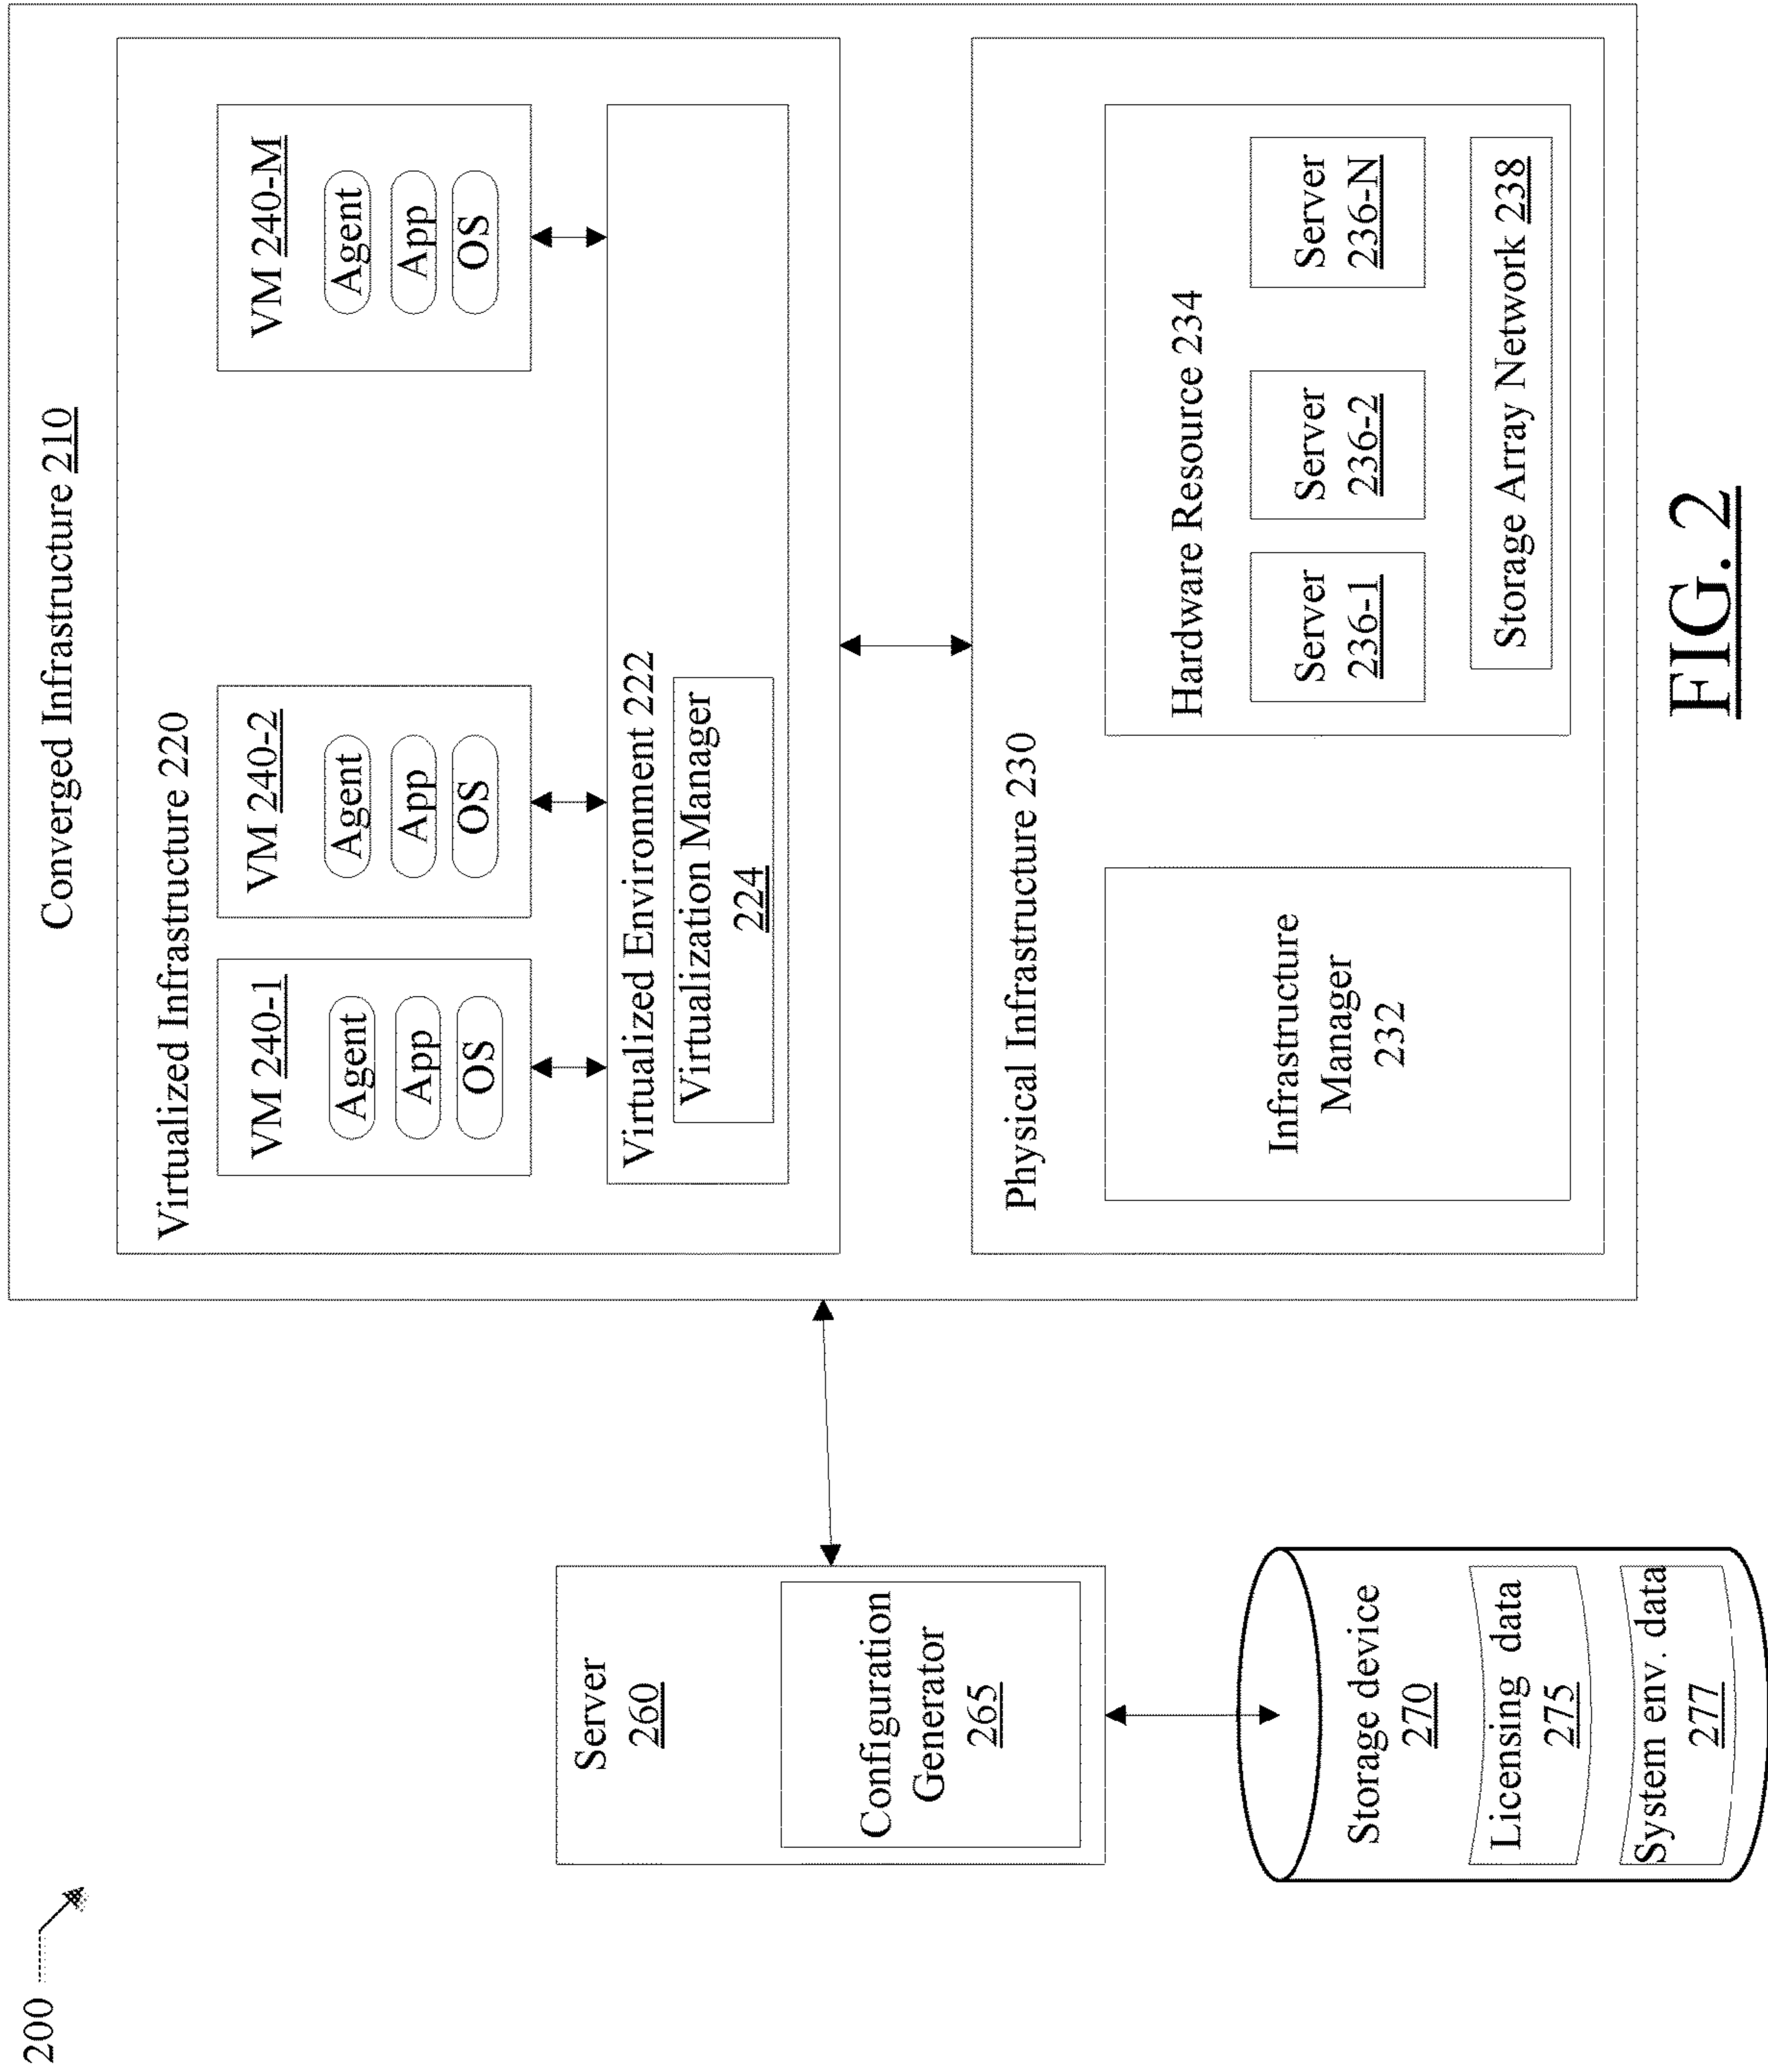 200
Converged Infrastructure 210
Virtualized Infrastructure 220
VM 240-1
Agent
App
OS
VM 240-2
Agent
App
OS
VM 240-M
Agent
App
OS
Virtualized Environment 222
Virtualization Manager
224
Server
260
Configuration
Generator
265
Physical Infrastructure 230
Infrastructure
Manager
232
Hardware Resource 234
Server
236-1
Server
236-2
Server
236-N
Storage Array Network 238
Storage device
270
Licensing data
275
System env. data
277
FIG. 2